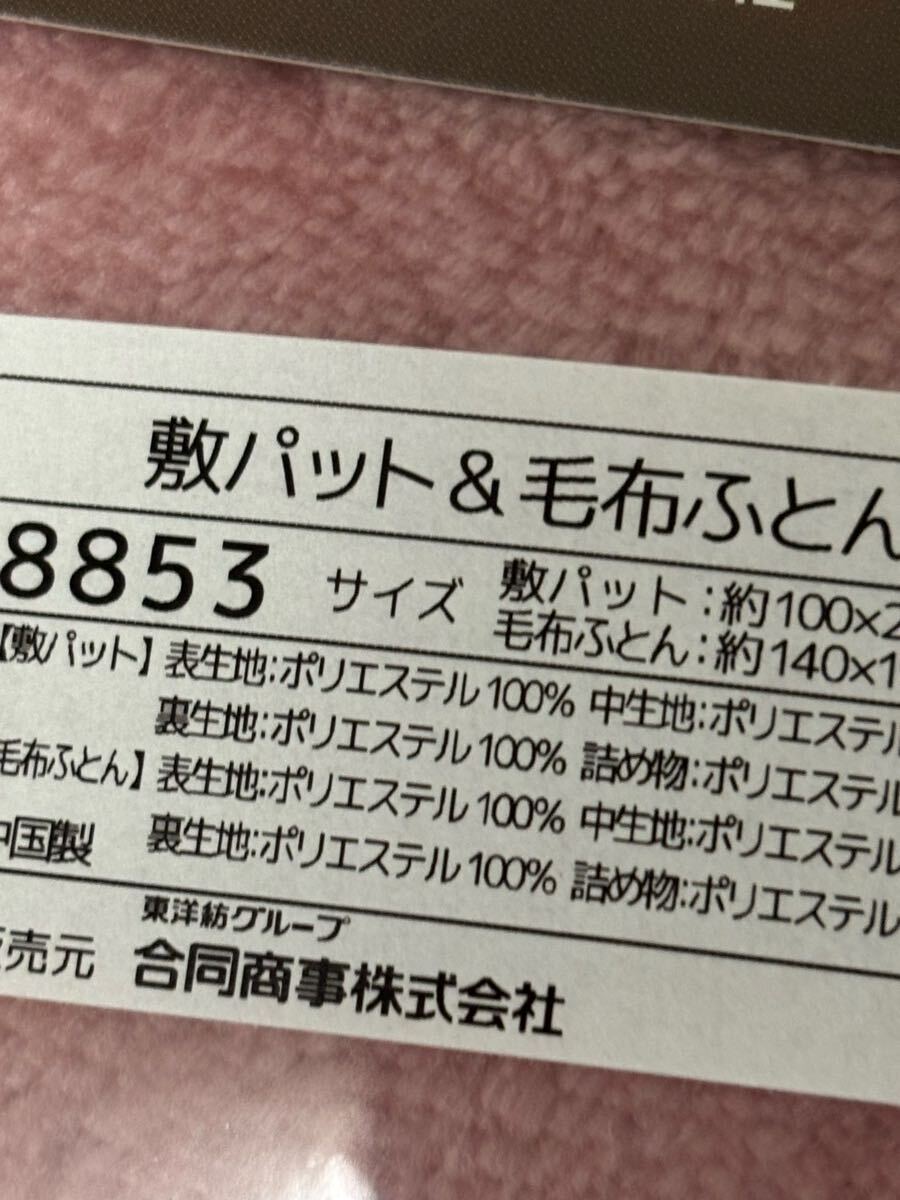 敷パット&毛布ふとん
8853 サイズ 敷パット:約100×2
毛布ふとん:約140×1
【敷パット】表生地:ポリエステル100% 中生地:ポリエステル
裏生地:ポリエステル100% 詰め物:ポリエステル
毛布ふとん】表生地:ポリエステル100% 中生地:ポリエステル
中国製 裏生地:ポリエステル100% 詰め物:ポリエステル
東洋紡グループ
販売元 合同商事株式会社